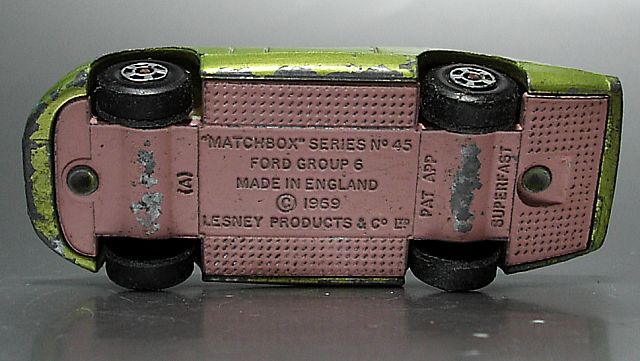 "MATCHBOX" SERIES Nº 45
FORD GROUP 6
MADE IN ENGLAND
© 1969
LESNEY PRODUCTS & Cº LTD
(A)
PAT APP
SUPERFAST